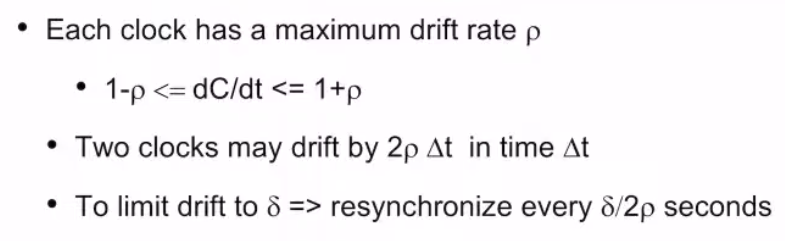 • Each clock has a maximum drift rate ρ
• 1-ρ <= dC/dt <= 1+ρ
• Two clocks may drift by 2ρ Δt in time Δt
• To limit drift to δ => resynchronize every δ/2ρ seconds